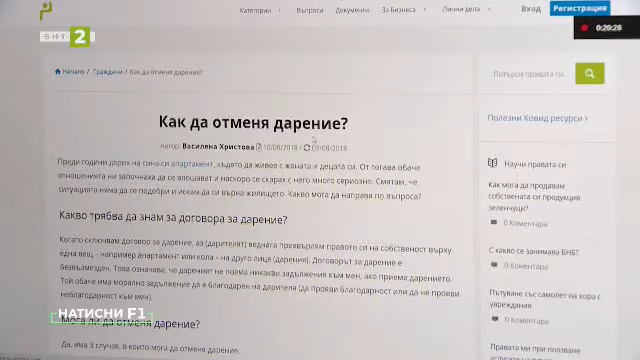 Категории
Въпроси
Документи
За Бизнеса
Лични дела
Вход
Регистрация
0:20:28
БНТ 2
Начало / Граждани / Как да отменя дарение?
Потърси правата си...
Как да отменя дарение?
Автор: Василена Христова 10/08/2018 / 09/08/2018
Преди години дарих на сина си апартамент, където да живее с жената и децата си. От тогава обаче
отношенията ни започнаха да се влошават и наскоро се скарах с него много сериозно. Смятам, че
ситуацията няма да се подобри и искам да си върна жилището. Какво мога да направя по въпроса?
Какво трябва да знам за договора за дарение?
Когато сключвам договор за дарение, аз (дарителят) веднага прехвърлям правото си на собственост върху
една вещ - например апартамент или кола - на друго лице (дарения). Договорът за дарение е
безвъзмезден. Това означава, че дареният не поема никакви задължения към мен, ако приеме дарението.
Той обаче има морално задължение да е благодарен на дарителя (да прояви благодарност или да не прояви
неблагодарност към мен).
НАТИСНИ F1
Мога ли да отменя дарение?
Да, има 3 случая, в които мога да отменя дарение.
Полезни Ковид ресурси
Научи правата си
Как мога да продавам
собствената си продукция
зеленчуци?
0 Коментара
С какво се занимава БНБ?
0 Коментара
Пътуване със самолет на хора с
увреждания
0 Коментара
Правата ми при ползване